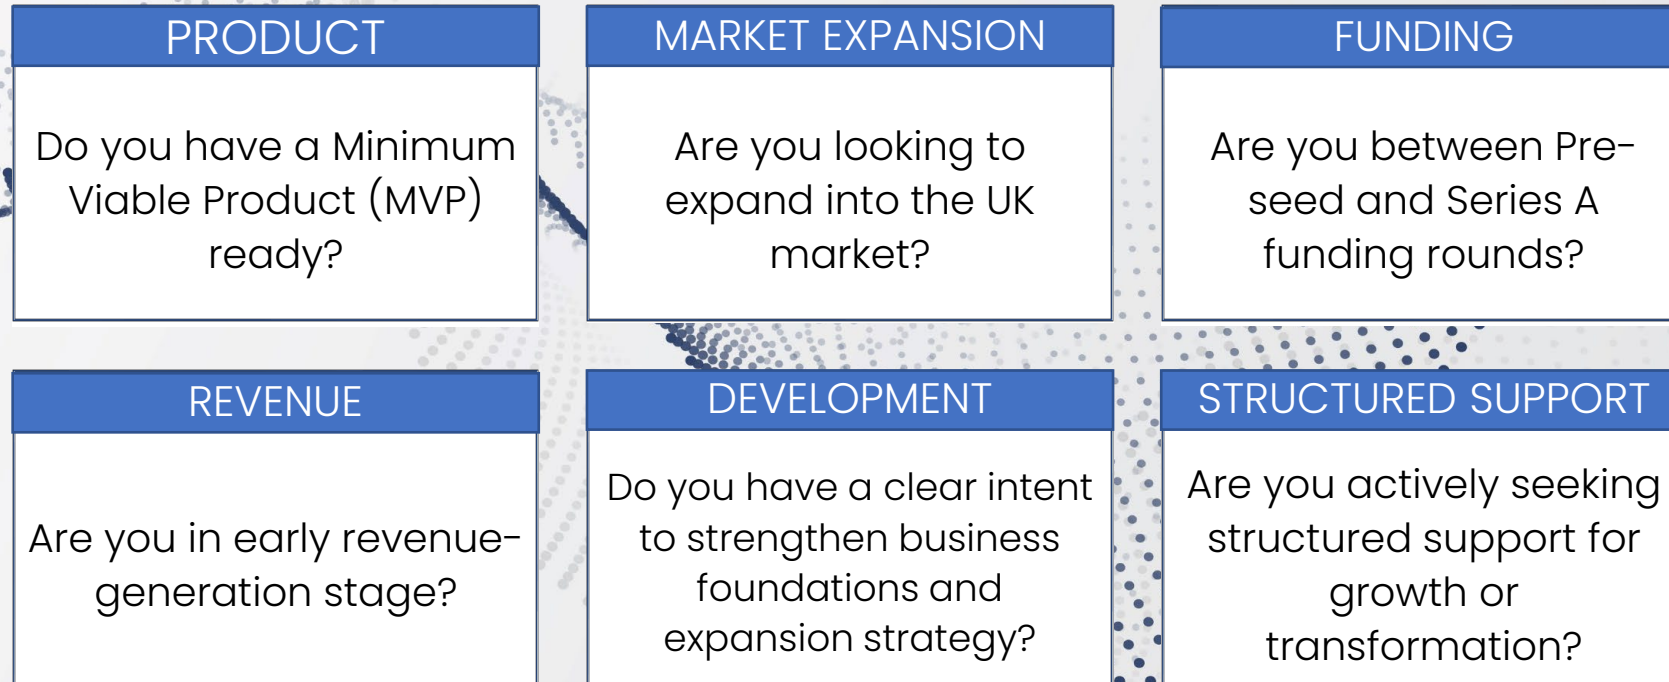 PRODUCT
Do you have a Minimum
Viable Product (MVP)
ready?
MARKET EXPANSION
Are you looking to
expand into the UK
market?
FUNDING
Are you between Pre-
seed and Series A
funding rounds?
REVENUE
Are you in early revenue-
generation stage?
DEVELOPMENT
Do you have a clear intent
to strengthen business
foundations and
expansion strategy?
STRUCTURED SUPPORT
Are you actively seeking
structured support for
growth or
transformation?